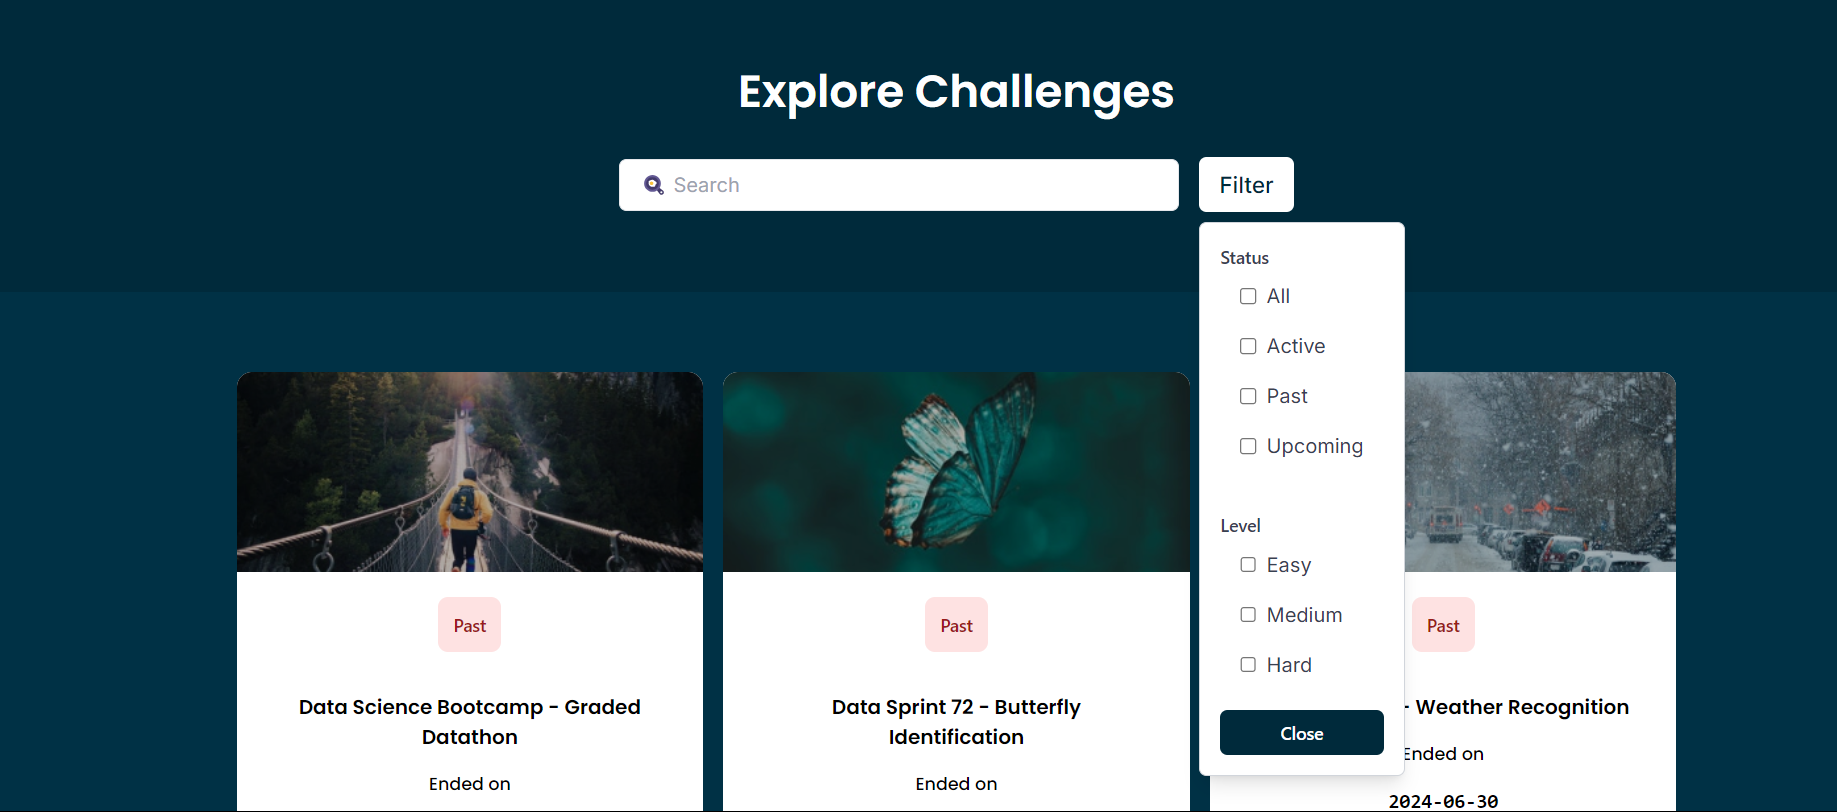 Explore Challenges
Search
Filter
Status
All
Active
Past
Upcoming
Level
Easy
Medium
Hard
Close
Past
Data Science Bootcamp - Graded
Datathon
Ended on
Past
Data Sprint 72 - Butterfly
Identification
Ended on
Past
- Weather Recognition
Ended on
2024-06-30